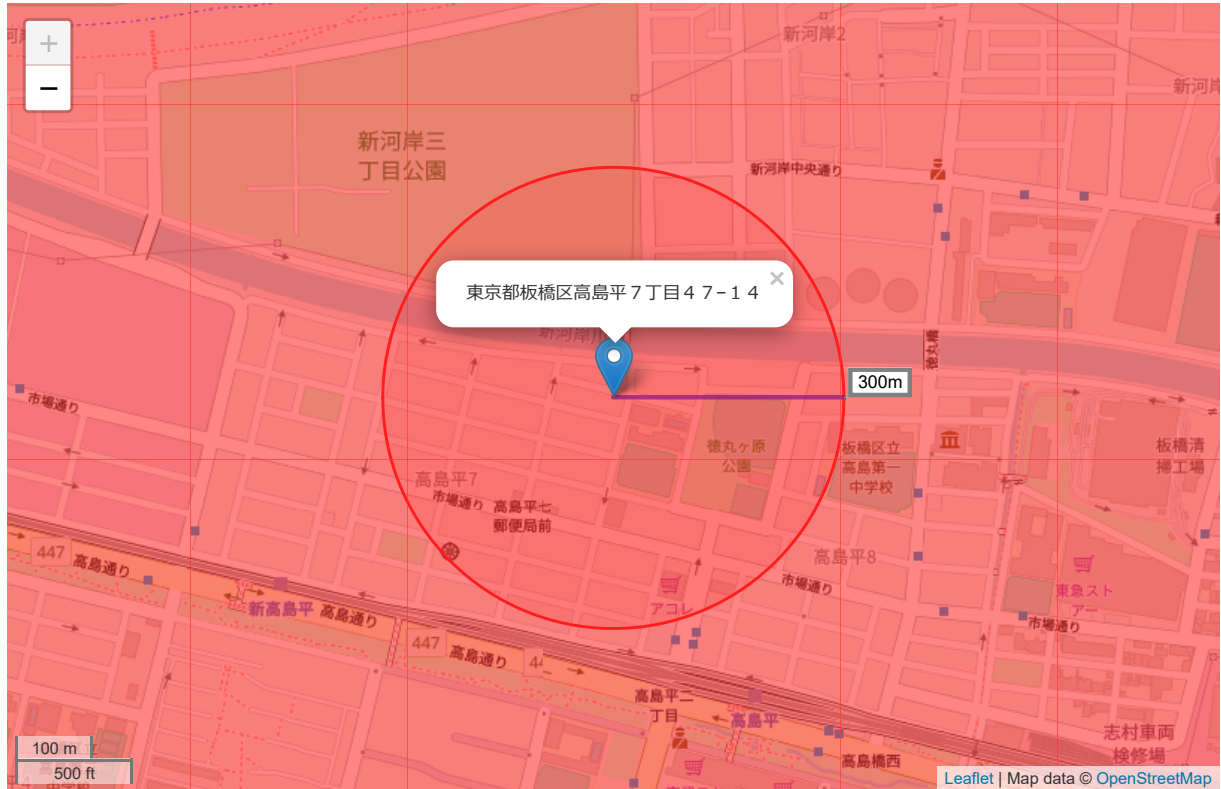 +
−
新河岸2
新河岸
新河岸三
丁目公園
新河岸中央通り
東京都板橋区高島平７丁目４７−１４
×
徳丸橋
300m
市場通り
徳丸ヶ原
公園
板橋区立
高島第一
中学校
板橋清
掃工場
高島平7
市場通り
高島平七
郵便局前
447
高島通り
高島平8
市場通り
東急スト
アー
アコレ
新高島平
高島通り
市場通り
447
高島通り
44
高島平二
丁目
高島平
志村車両
検修場
高島橋西
100 m
500 ft
Leaflet | Map data © OpenStreetMap